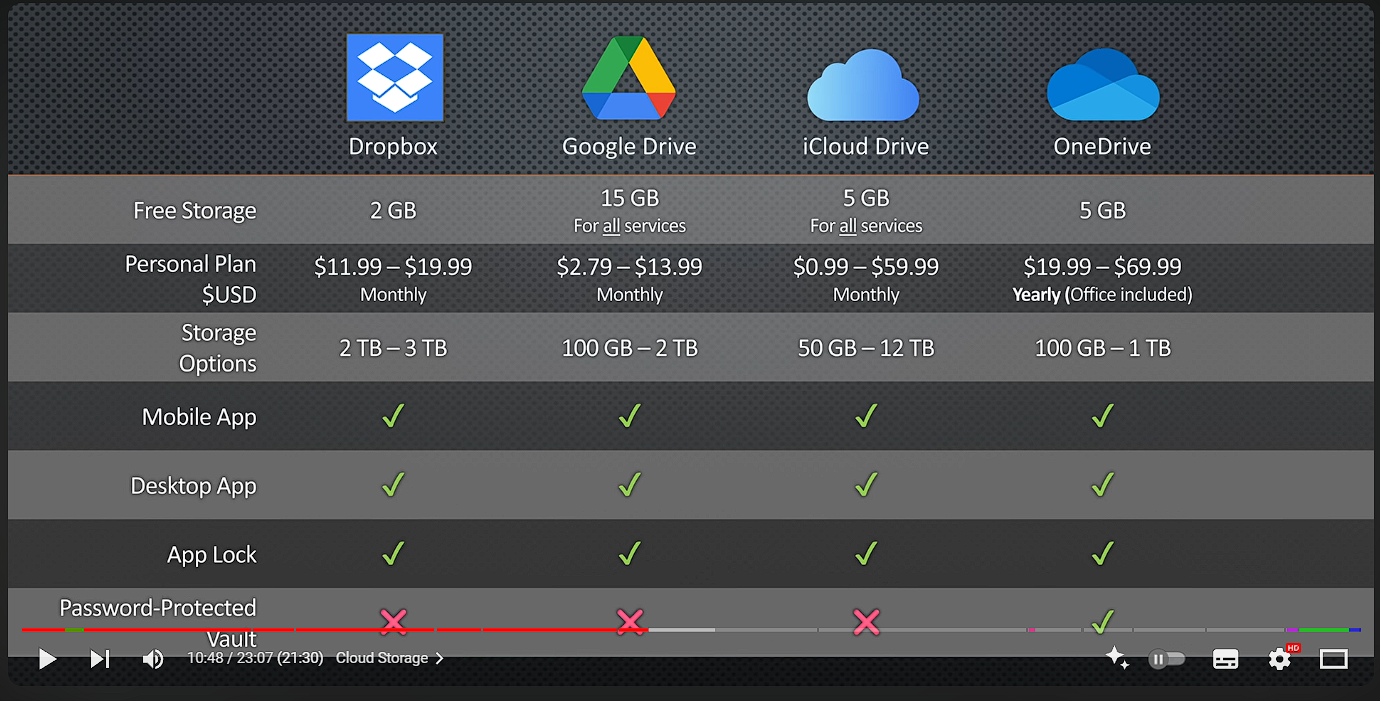 Dropbox
Google Drive
iCloud Drive
OneDrive
Free Storage
2 GB
15 GB
For all services
5 GB
For all services
5 GB
Personal Plan
$USD
$11.99 – $19.99
Monthly
$2.79 – $13.99
Monthly
$0.99 – $59.99
Monthly
$19.99 – $69.99
Yearly (Office included)
Storage
Options
2 TB – 3 TB
100 GB – 2 TB
50 GB – 12 TB
100 GB – 1 TB
Mobile App
Desktop App
App Lock
Password-Protected
Vault
10:48 / 23:07 (21:30)
Cloud Storage
HD